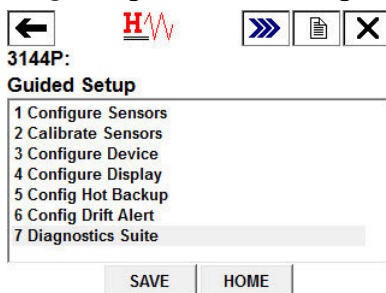 H
3144P:
Guided Setup
1 Configure Sensors
2 Calibrate Sensors
3 Configure Device
4 Configure Display
5 Config Hot Backup
6 Config Drift Alert
7 Diagnostics Suite
SAVE HOME